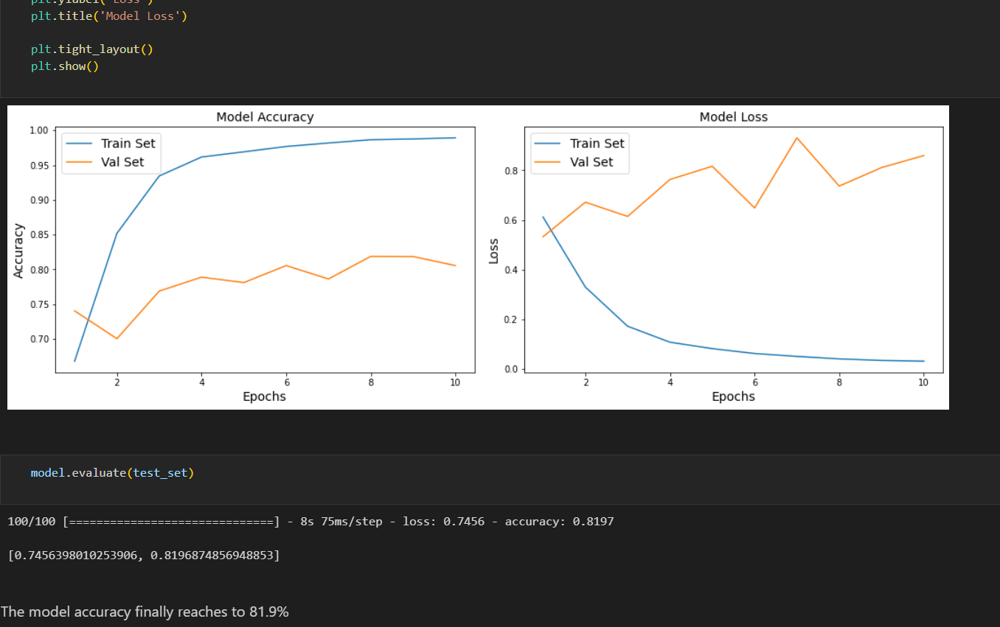 plt.ylabel('Loss')
plt.title('Model Loss')
plt.tight_layout()
plt.show()
Model Accuracy
Train Set
Val Set
1.00
0.95
0.90
0.85
0.80
0.75
0.70
Accuracy
2 4 6 8 10
Epochs
Model Loss
Train Set
Val Set
0.8
0.6
0.4
0.2
0.0
Loss
2 4 6 8 10
Epochs
model.evaluate(test_set)
100/100 [==============================] - 8s 75ms/step - loss: 0.7456 - accuracy: 0.8197
[0.7456398010253906, 0.8196874856948853]
The model accuracy finally reaches to 81.9%